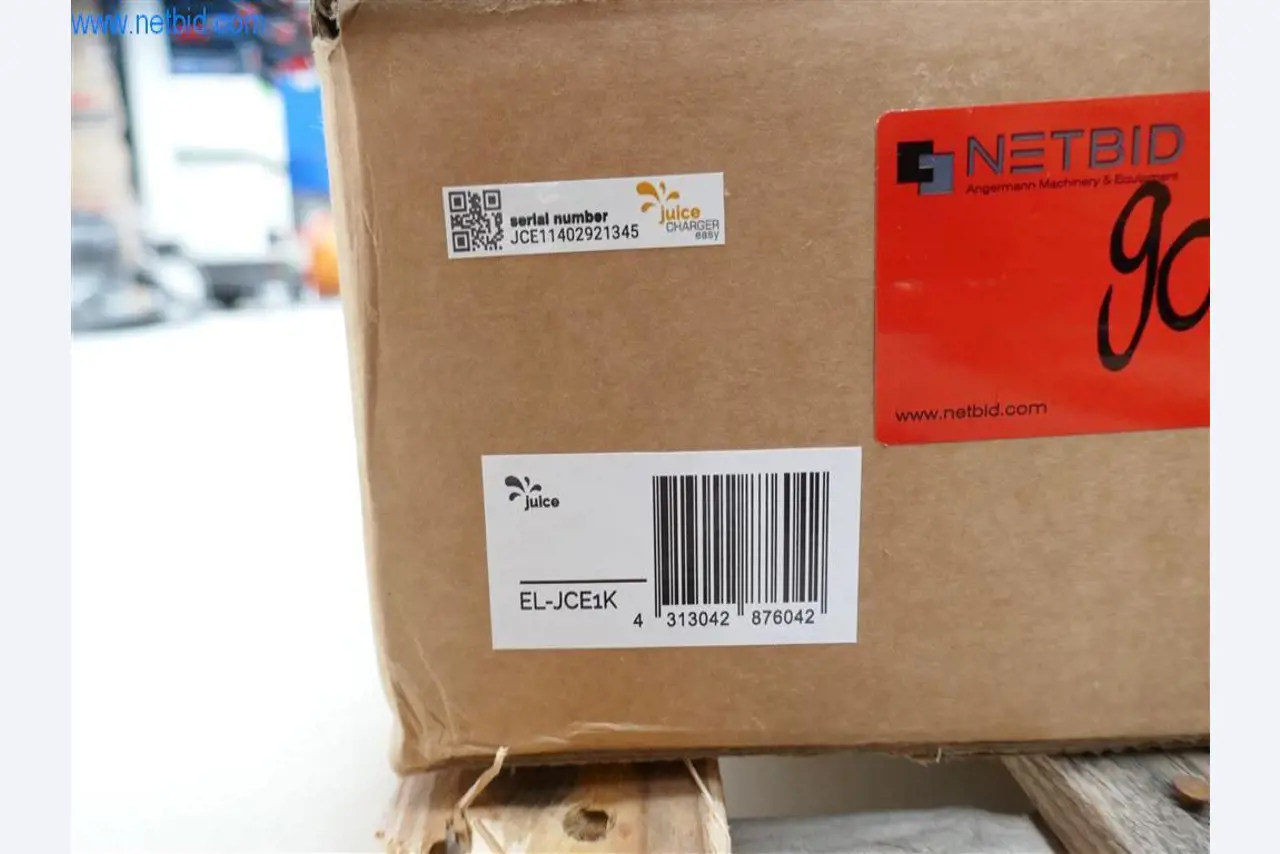 www.netbid.com
NETBID
Angermann Machinery & Equipment
serial number
JCE11402921345
juice
CHARGER
easy
www.netbid.com
juice
EL-JCE1K
4 313042 876042